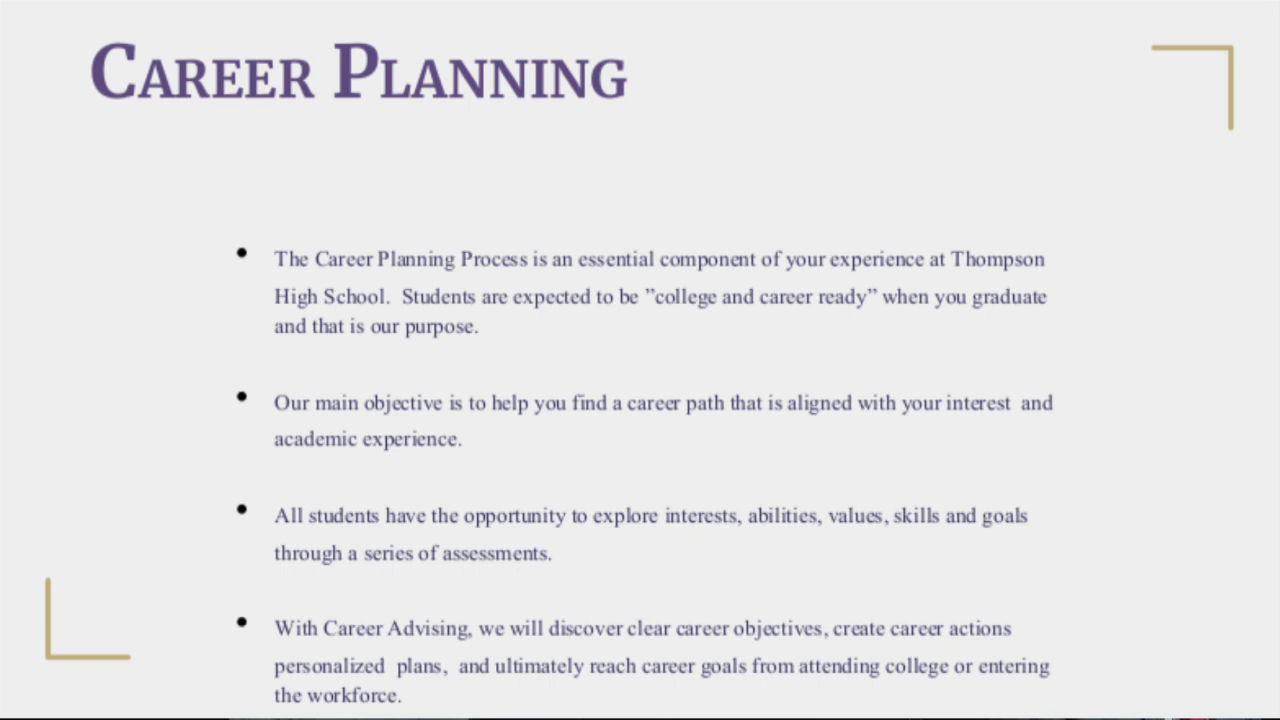 Career Planning
• The Career Planning Process is an essential component of your experience at Thompson
High School.  Students are expected to be ”college and career ready” when you graduate
and that is our purpose.
• Our main objective is to help you find a career path that is aligned with your interest  and
academic experience.
• All students have the opportunity to explore interests, abilities, values, skills and goals
through a series of assessments.
• With Career Advising, we will discover clear career objectives, create career actions
personalized  plans,  and ultimately reach career goals from attending college or entering
the workforce.